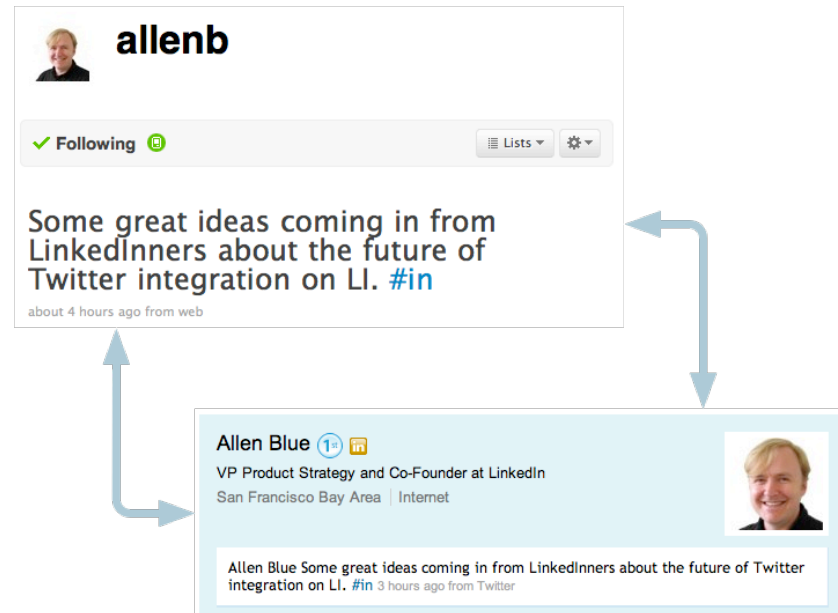 allenb
Following
Lists
Some great ideas coming in from
LinkedInners about the future of
Twitter integration on LI. #in
about 4 hours ago from web
Allen Blue 1st in
VP Product Strategy and Co-Founder at LinkedIn
San Francisco Bay Area | Internet
Allen Blue Some great ideas coming in from LinkedInners about the future of Twitter
integration on LI. #in 3 hours ago from Twitter